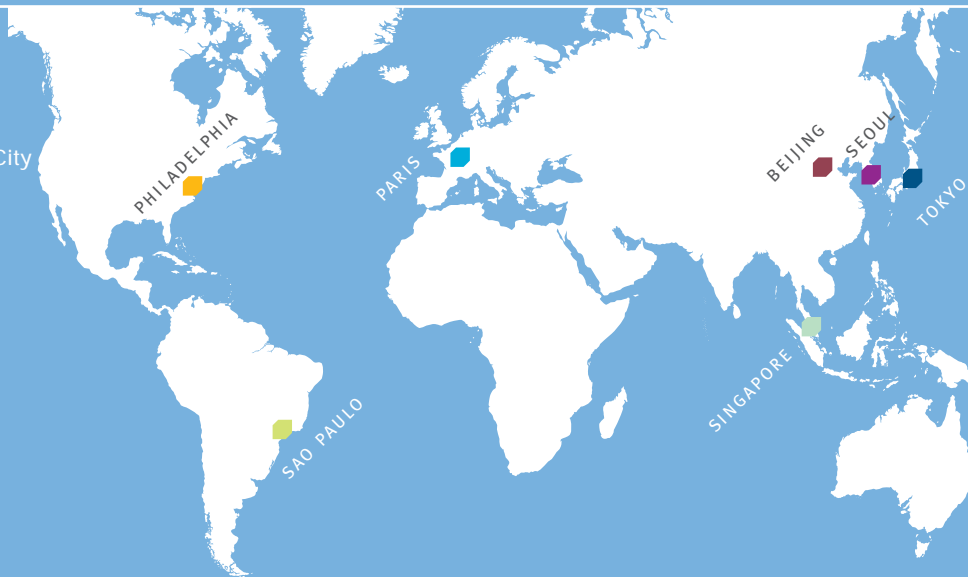 City
PHILADELPHIA
PARIS
BEIJING
SEOUL
TOKYO
SINGAPORE
SAO PAULO